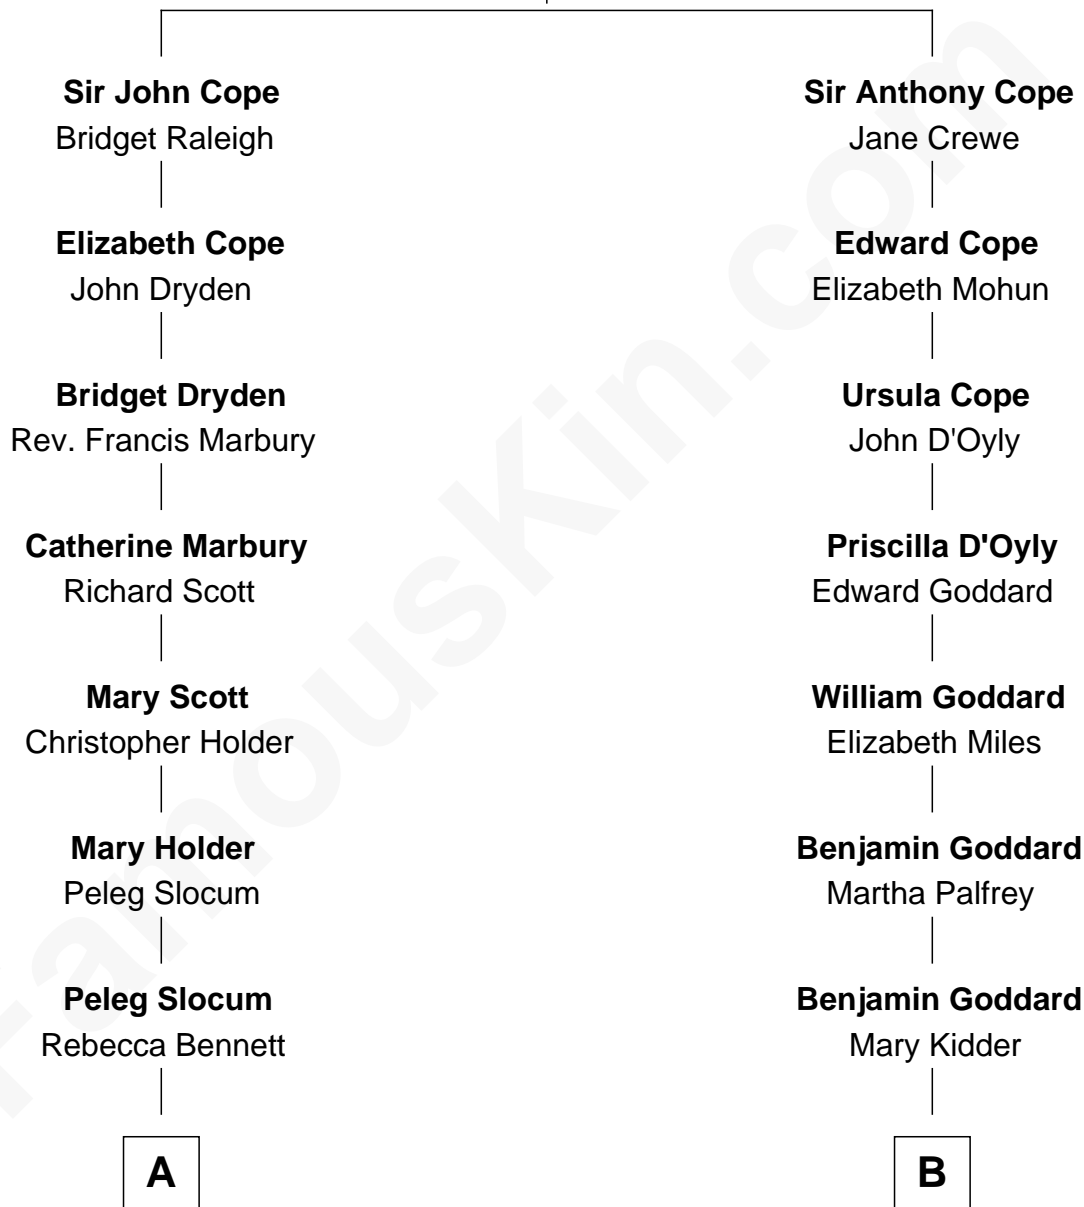 Sir John Cope
Bridget Raleigh
Elizabeth Cope
John Dryden
Bridget Dryden
Rev. Francis Marbury
Catherine Marbury
Richard Scott
Mary Scott
Christopher Holder
Mary Holder
Peleg Slocum
Peleg Slocum
Rebecca Bennett
A
Sir Anthony Cope
Jane Crewe
Edward Cope
Elizabeth Mohun
Ursula Cope
John D'Oyly
Priscilla D'Oyly
Edward Goddard
William Goddard
Elizabeth Miles
Benjamin Goddard
Martha Palfrey
Benjamin Goddard
Mary Kidder
B
FamousKin.com